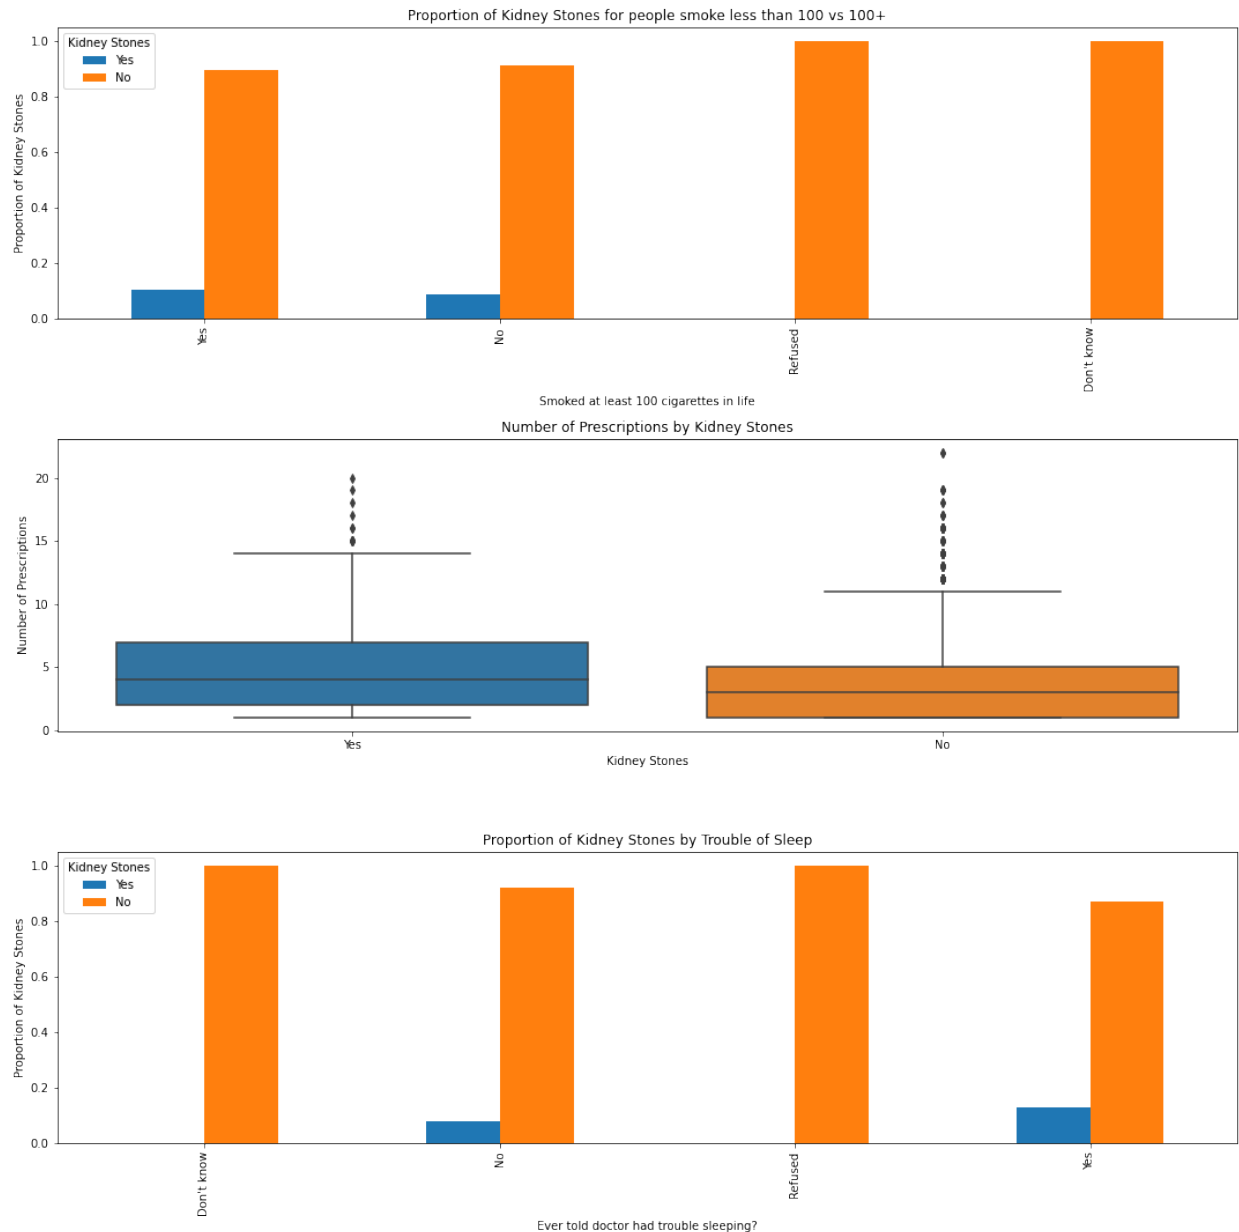 Proportion of Kidney Stones for people smoke less than 100 vs 100+
Kidney Stones
Yes
No
Proportion of Kidney Stones
1.0
0.8
0.6
0.4
0.2
0.0
Yes
No
Refused
Don't know
Smoked at least 100 cigarettes in life
Number of Prescriptions by Kidney Stones
Number of Prescriptions
20
15
10
5
0
Yes
No
Kidney Stones
Proportion of Kidney Stones by Trouble of Sleep
Kidney Stones
Yes
No
Proportion of Kidney Stones
1.0
0.8
0.6
0.4
0.2
0.0
Don't know
No
Refused
Yes
Ever told doctor had trouble sleeping?